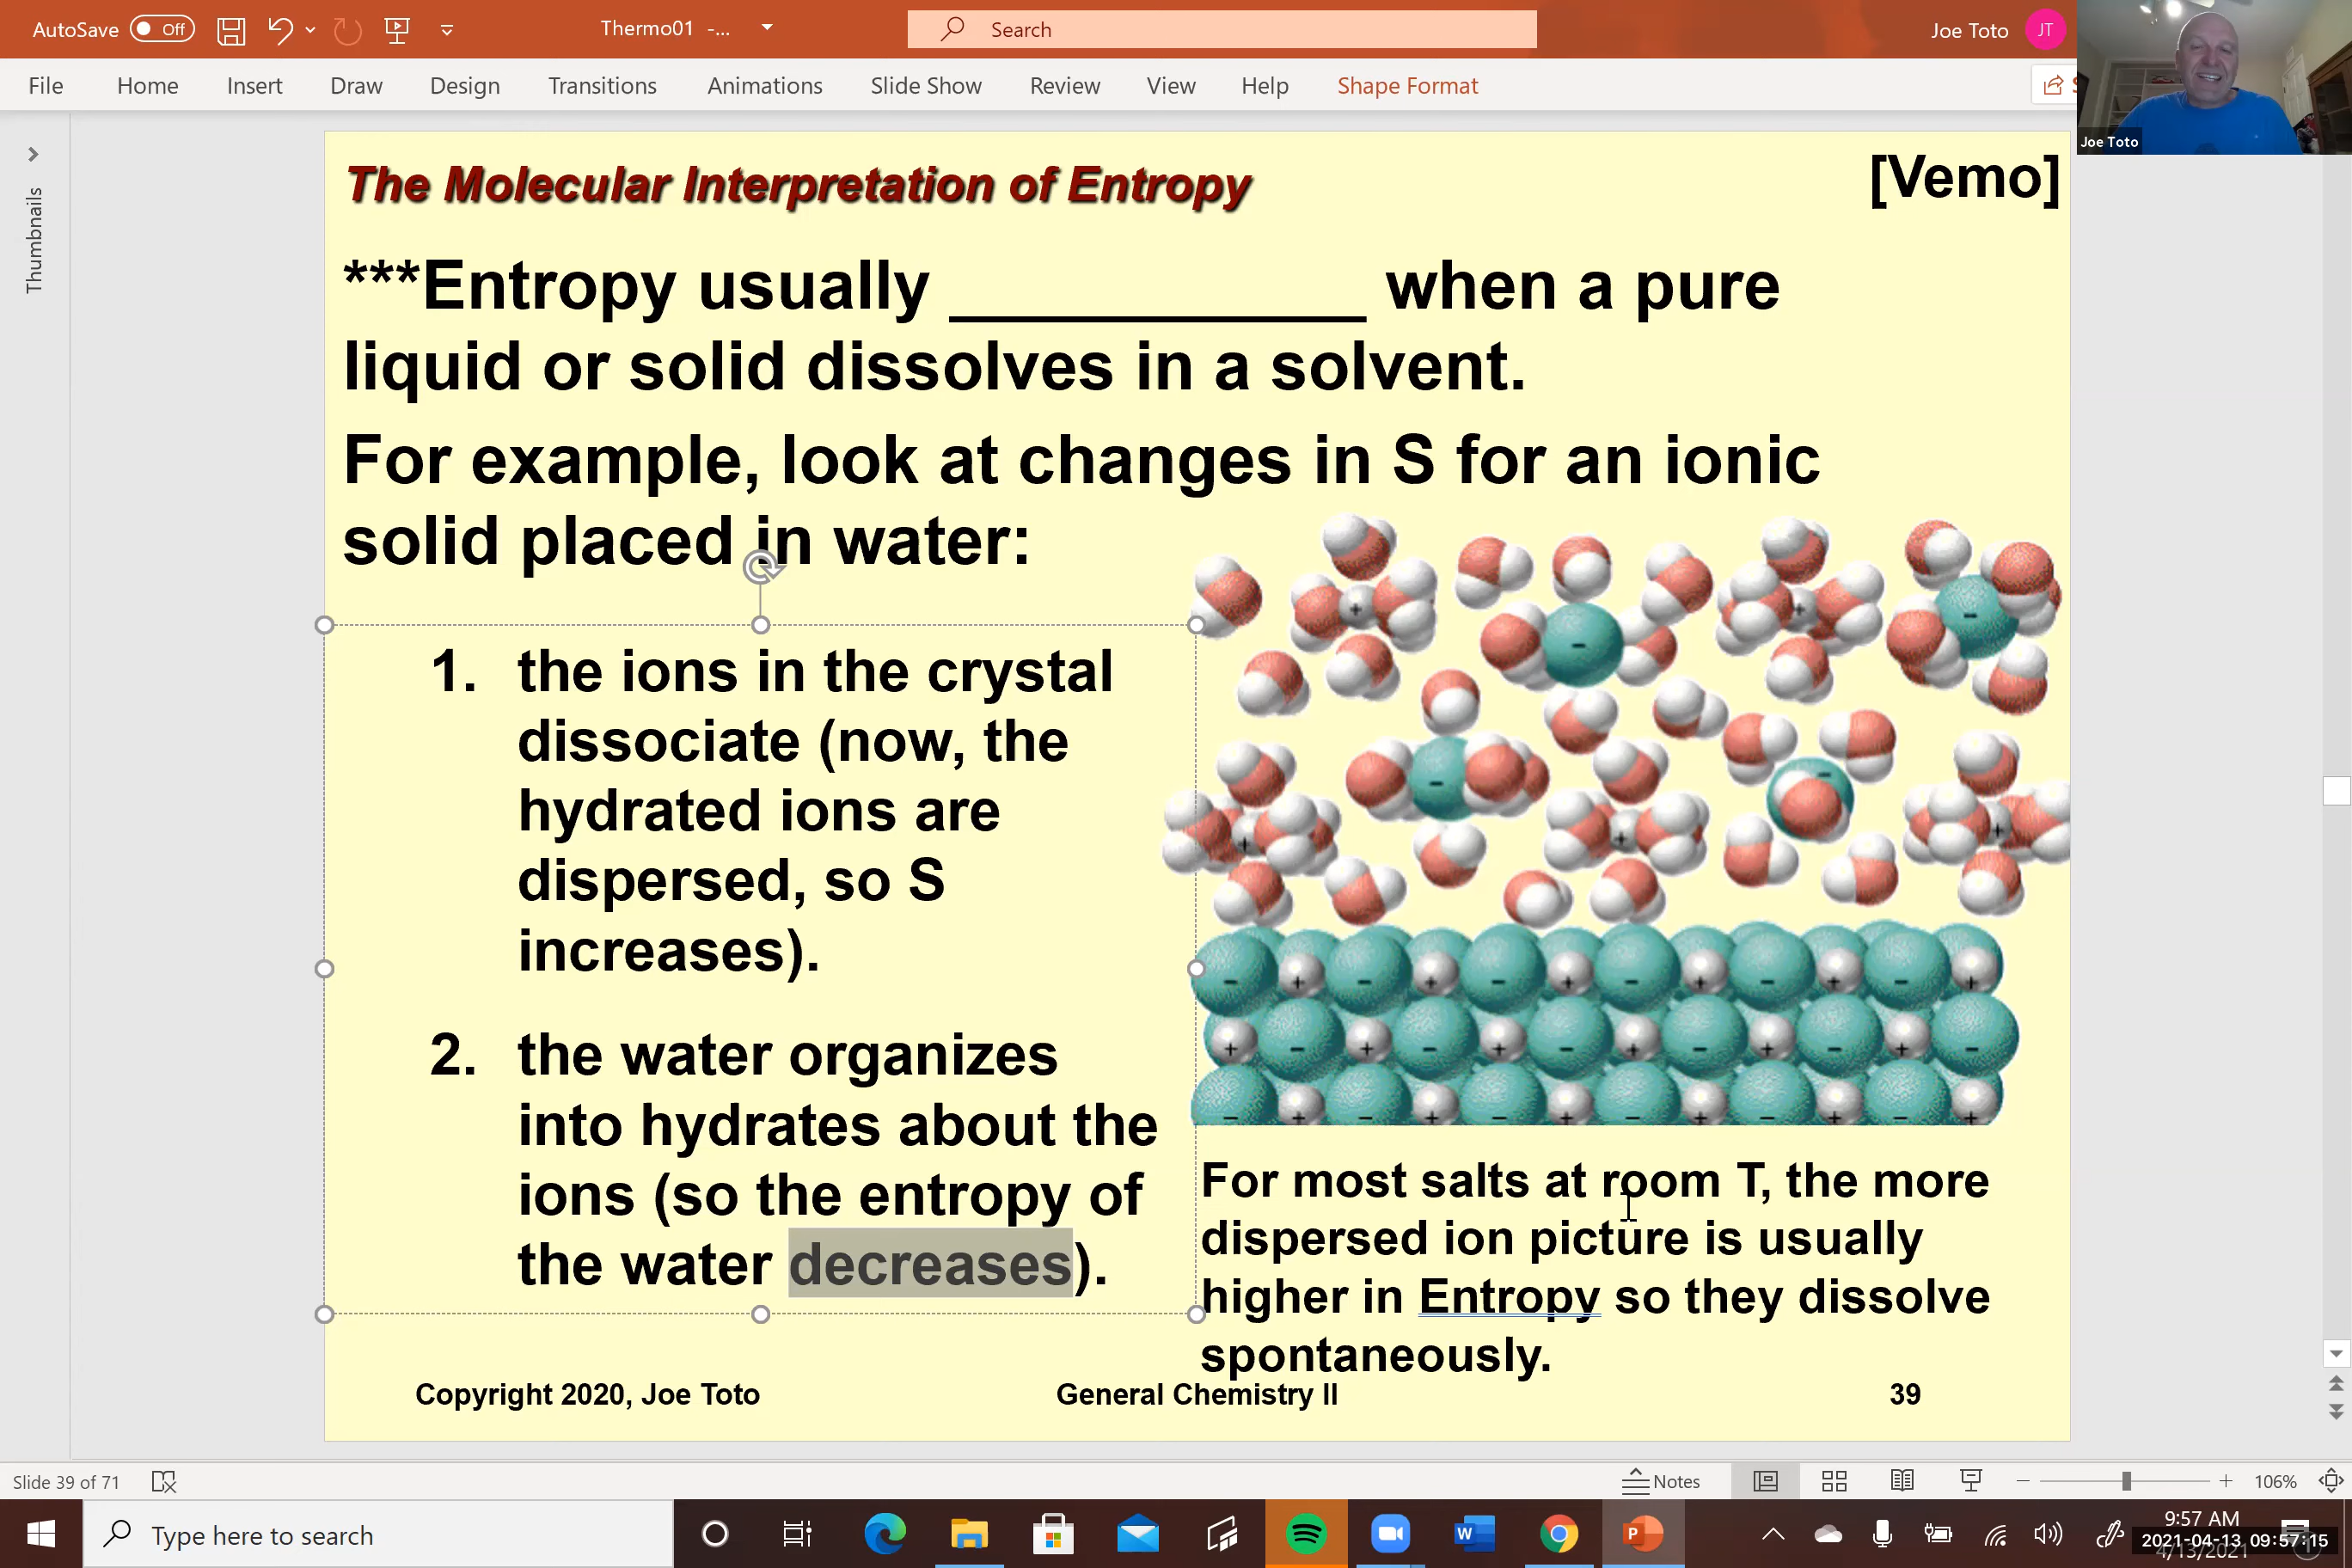 AutoSave Off Thermo01 -... Search Joe Toto JT
File Home Insert Draw Design Transitions Animations Slide Show Review View Help Shape Format
Joe Toto
Thumbnails
The Molecular Interpretation of Entropy [Vemo]
***Entropy usually ____________ when a pure
liquid or solid dissolves in a solvent.
For example, look at changes in S for an ionic
solid placed in water:
1. the ions in the crystal
dissociate (now, the
hydrated ions are
dispersed, so S
increases).
2. the water organizes
into hydrates about the
ions (so the entropy of
the water decreases).
For most salts at room T, the more
dispersed ion picture is usually
higher in Entropy so they dissolve
spontaneously.
Copyright 2020, Joe Toto General Chemistry II 39
Slide 39 of 71 Notes 106%
Type here to search
9:57 AM
2021-04-13 09:57:15
4/13/2021